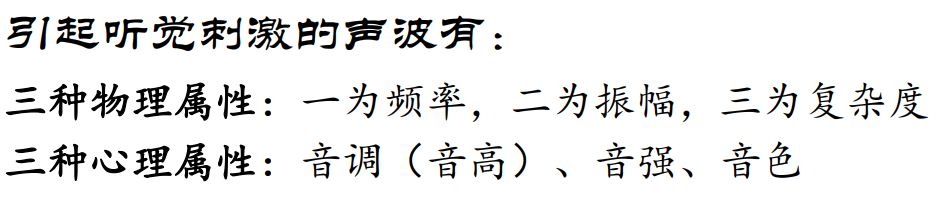 引起听觉刺激的声波有：
三种物理属性：一为频率，二为振幅，三为复杂度
三种心理属性：音调（音高）、音强、音色